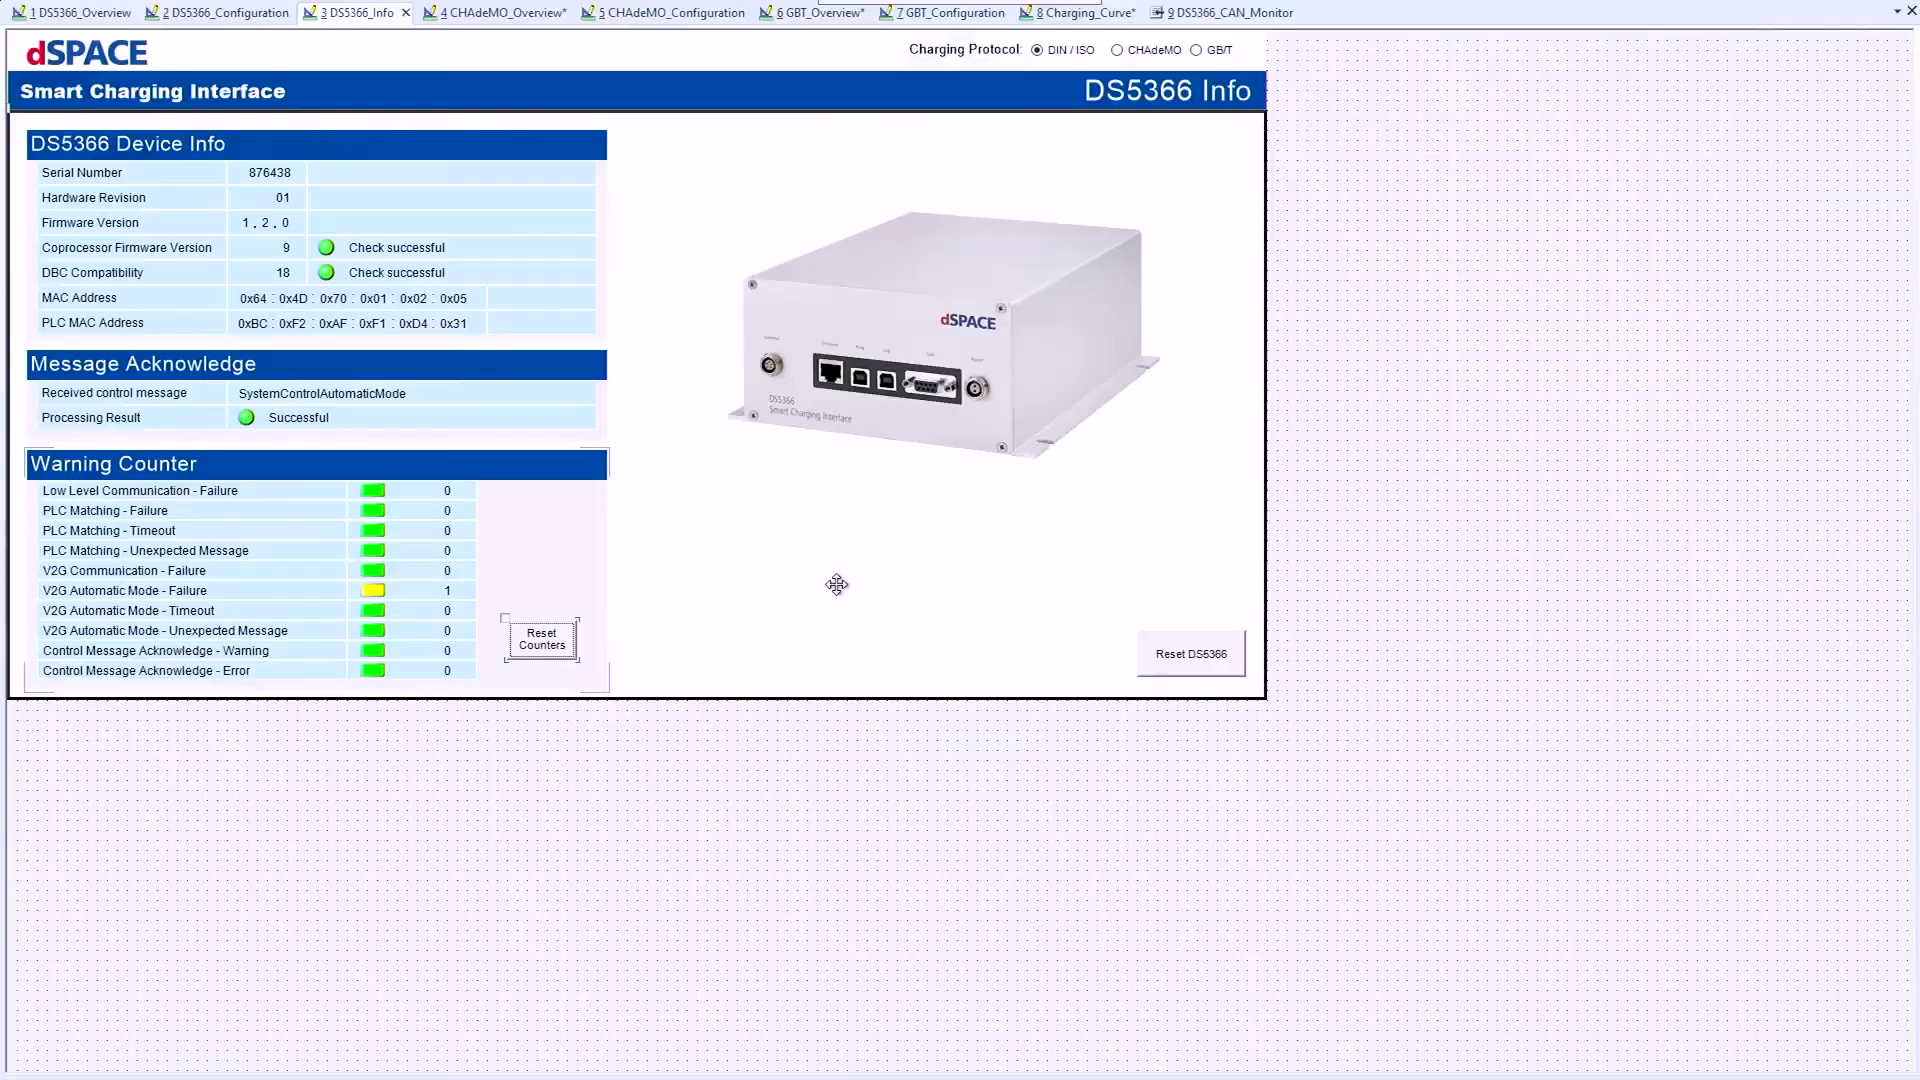 1 DS5366_Overview 2 DS5366_Configuration 3 DS5366_Info 4 CHAdeMO_Overview* 5 CHAdeMO_Configuration 6 GBT_Overview* 7 GBT_Configuration 8 Charging_Curve* 9 DS5366_CAN_Monitor
dSPACE
Charging Protocol: DIN / ISO CHAdeMO GB/T
Smart Charging Interface
DS5366 Info
DS5366 Device Info
Serial Number 876438
Hardware Revision 01
Firmware Version 1 . 2 . 0
Coprocessor Firmware Version 9 Check successful
DBC Compatibility 18 Check successful
MAC Address 0x64 : 0x4D : 0x70 : 0x01 : 0x02 : 0x05
PLC MAC Address 0xBC : 0xF2 : 0xAF : 0xF1 : 0xD4 : 0x31
Message Acknowledge
Received control message SystemControlAutomaticMode
Processing Result Successful
Warning Counter
Low Level Communication - Failure 0
PLC Matching - Failure 0
PLC Matching - Timeout 0
PLC Matching - Unexpected Message 0
V2G Communication - Failure 0
V2G Automatic Mode - Failure 1
V2G Automatic Mode - Timeout 0
V2G Automatic Mode - Unexpected Message 0
Control Message Acknowledge - Warning 0
Control Message Acknowledge - Error 0
Reset
Counters
dSPACE
DS5366
Smart Charging Interface
Reset DS5366